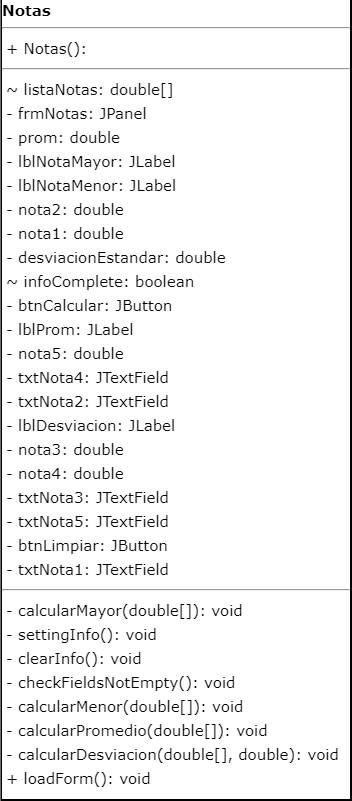 Notas
+ Notas():
~ listaNotas: double[]
- frmNotas: JPanel
- prom: double
- lblNotaMayor: JLabel
- lblNotaMenor: JLabel
- nota2: double
- nota1: double
- desviacionEstandar: double
~ infoComplete: boolean
- btnCalcular: JButton
- lblProm: JLabel
- nota5: double
- txtNota4: JTextField
- txtNota2: JTextField
- lblDesviacion: JLabel
- nota3: double
- nota4: double
- txtNota3: JTextField
- txtNota5: JTextField
- btnLimpiar: JButton
- txtNota1: JTextField
- calcularMayor(double[]): void
- settingInfo(): void
- clearInfo(): void
- checkFieldsNotEmpty(): void
- calcularMenor(double[]): void
- calcularPromedio(double[]): void
- calcularDesviacion(double[], double): void
+ loadForm(): void